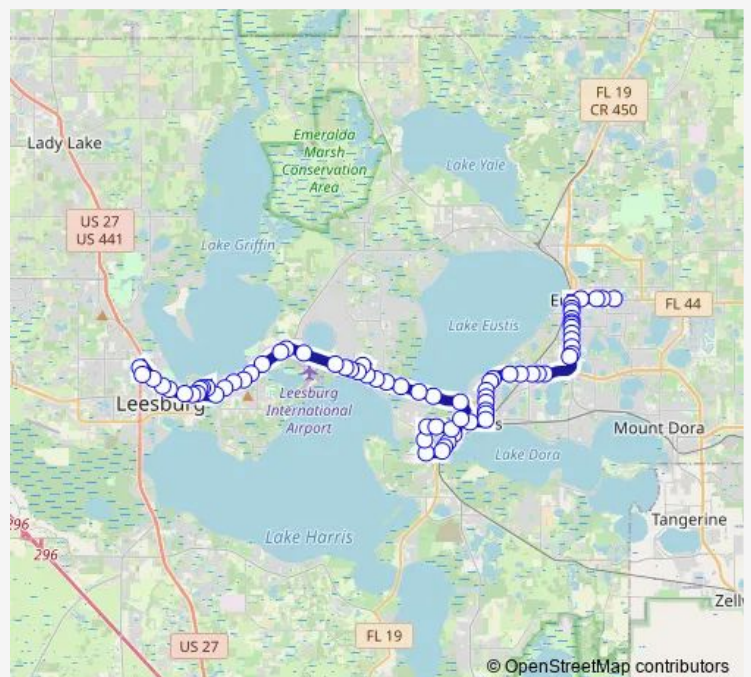 FL 19
CR 450
Lady Lake
Emeralda
Marsh
Conservation
Area
Lake Yale
US 27
US 441
Lake Griffin
FL 44
Lake Eustis
Leesburg
Leesburg
International
Airport
Mount Dora
Lake Dora
Tangerine
296
296
Lake Harris
FL 19
US 27
© OpenStreetMap contributors